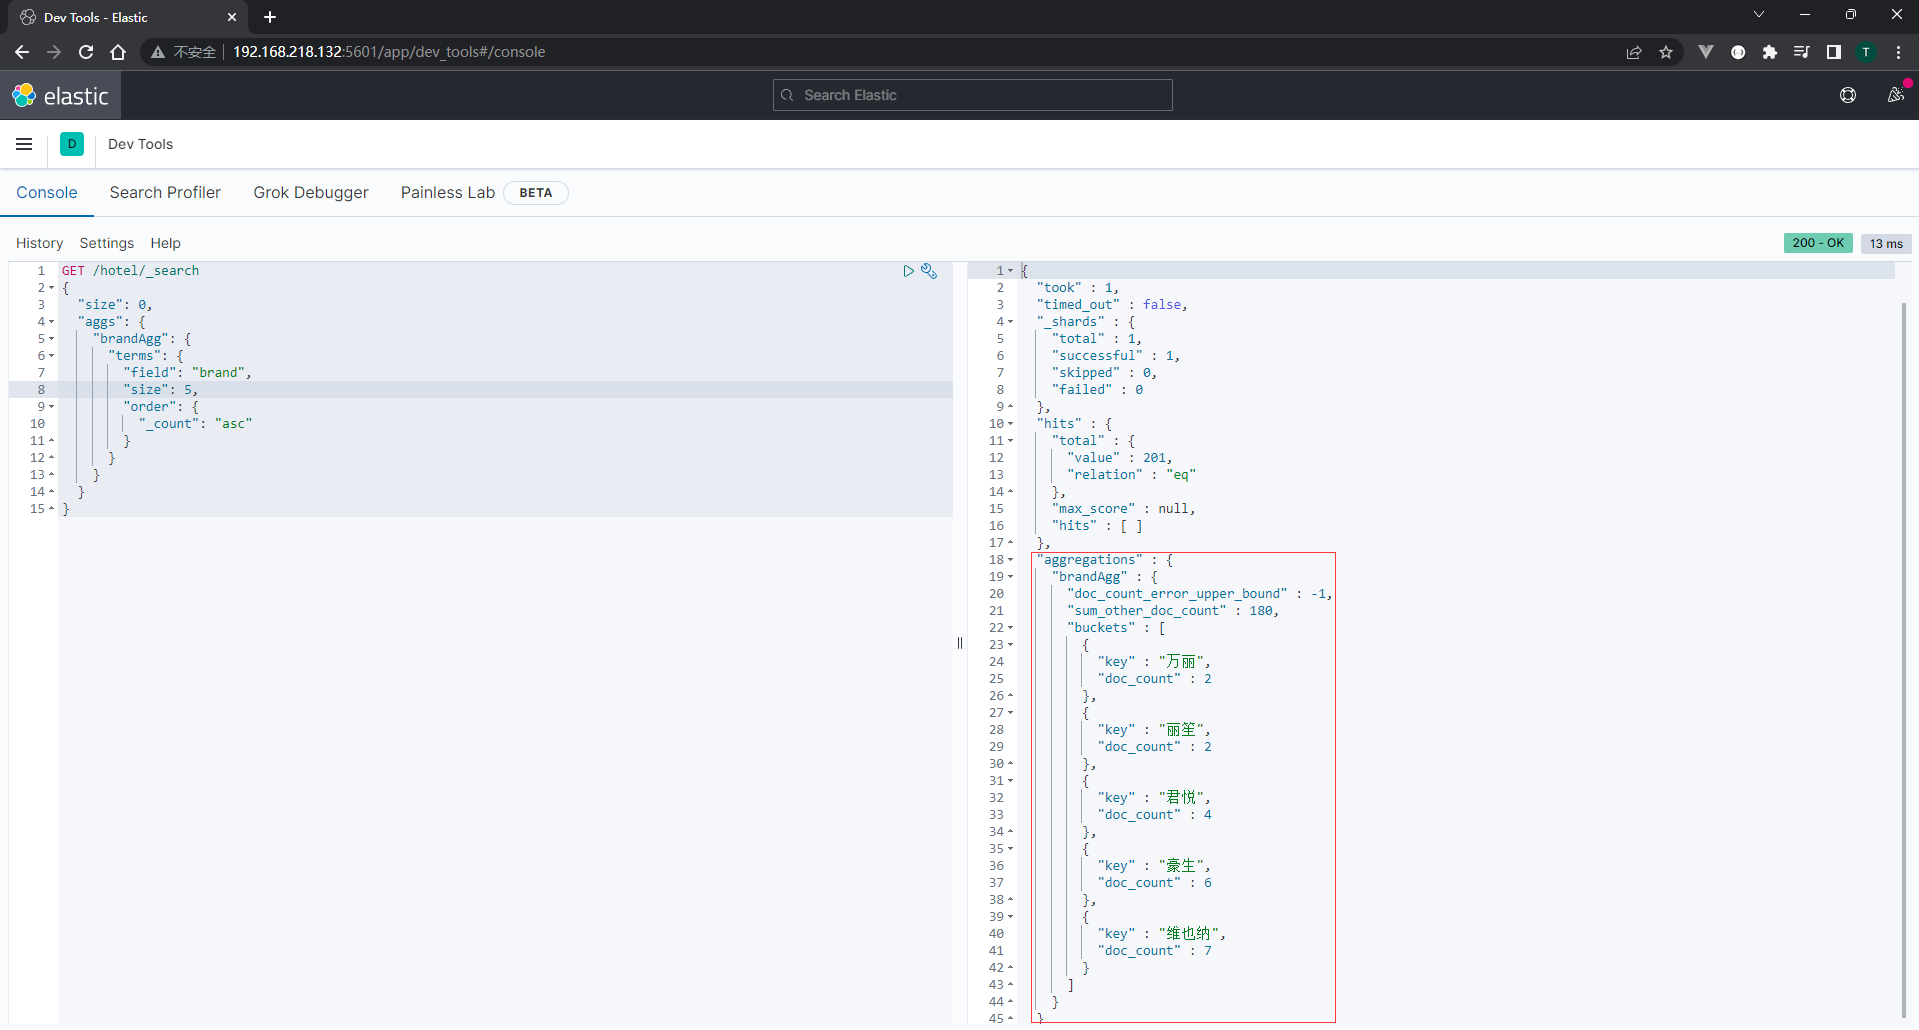 Dev Tools - Elastic
不安全 192.168.218.132:5601/app/dev_tools#/console
T
elastic
Search Elastic
D
Dev Tools
Console Search Profiler Grok Debugger Painless Lab BETA
History Settings Help
200 - OK 13 ms
1 GET /hotel/_search
2 {
3 "size": 0,
4 "aggs": {
5 "brandAgg": {
6 "terms": {
7 "field": "brand",
8 "size": 5,
9 "order": {
10 "_count": "asc"
11 }
12 }
13 }
14 }
15 }
1 {
2 "took" : 1,
3 "timed_out" : false,
4 "_shards" : {
5 "total" : 1,
6 "successful" : 1,
7 "skipped" : 0,
8 "failed" : 0
9 },
10 "hits" : {
11 "total" : {
12 "value" : 201,
13 "relation" : "eq"
14 },
15 "max_score" : null,
16 "hits" : [ ]
17 },
18 "aggregations" : {
19 "brandAgg" : {
20 "doc_count_error_upper_bound" : -1,
21 "sum_other_doc_count" : 180,
22 "buckets" : [
23 {
24 "key" : "万丽",
25 "doc_count" : 2
26 },
27 {
28 "key" : "丽笙",
29 "doc_count" : 2
30 },
31 {
32 "key" : "君悦",
33 "doc_count" : 4
34 },
35 {
36 "key" : "豪生",
37 "doc_count" : 6
38 },
39 {
40 "key" : "维也纳",
41 "doc_count" : 7
42 }
43 ]
44 }
45 }